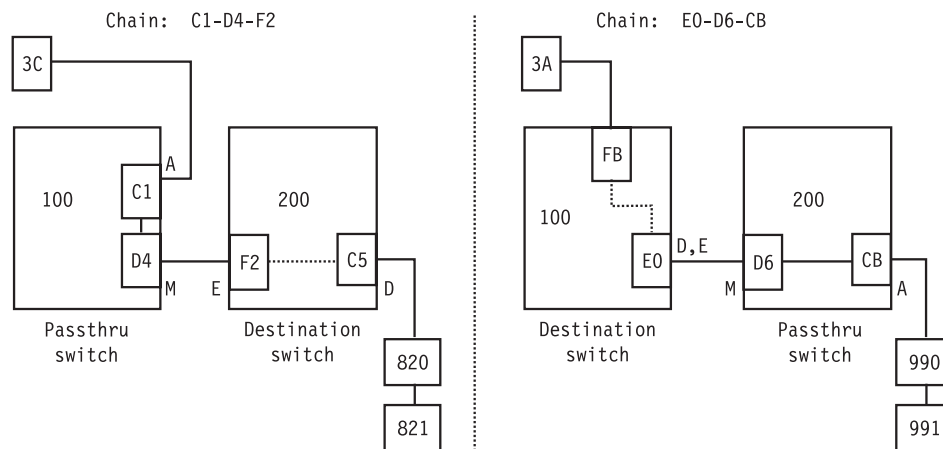 Chain: C1-D4-F2
3C
A
C1
100
200
D4
F2
C5
M
E
D
Passthru
switch
Destination
switch
820
821
Chain: E0-D6-CB
3A
FB
100
200
E0
D,E
D6
CB
M
A
Destination
switch
Passthru
switch
990
991